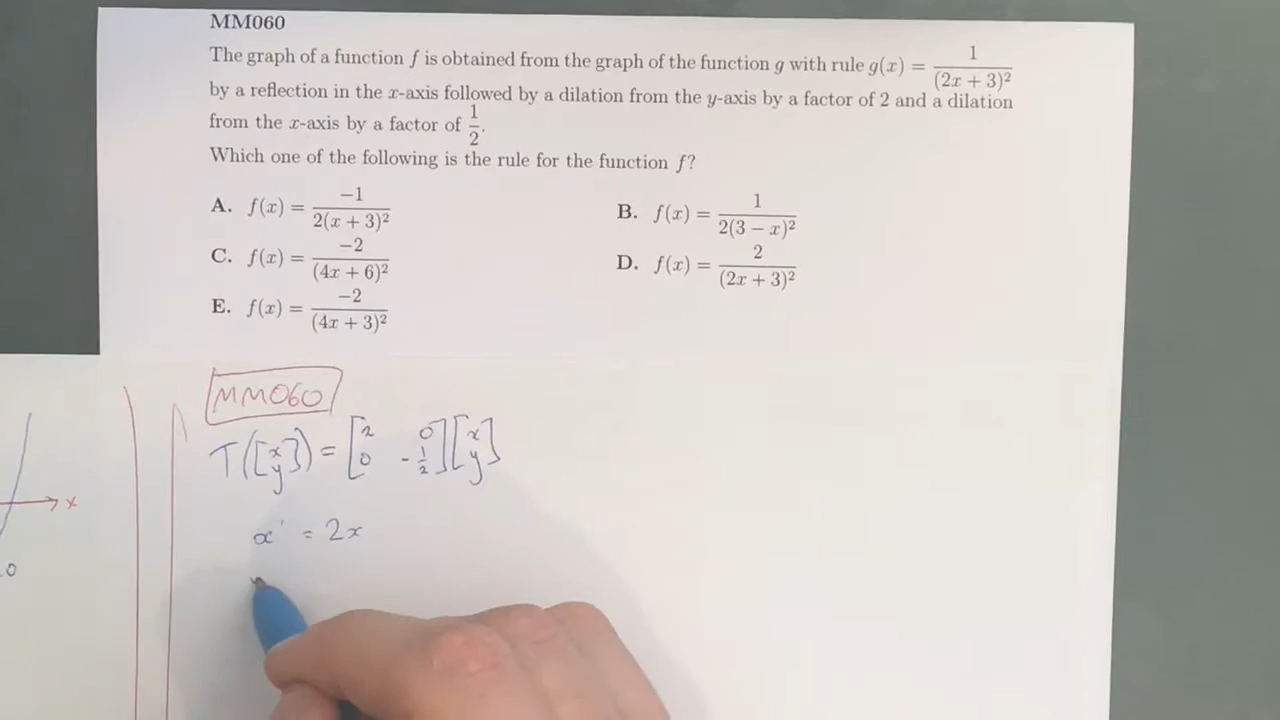 MM060
The graph of a function f is obtained from the graph of the function g with rule g(x) = 1/(2x + 3)²
by a reflection in the x-axis followed by a dilation from the y-axis by a factor of 2 and a dilation
from the x-axis by a factor of 1/2.
Which one of the following is the rule for the function f?
A. f(x) = -1/2(x + 3)²
B. f(x) = 1/2(3 − x)²
C. f(x) = −2/(4x + 6)²
D. f(x) = 2/(2x + 3)²
E. f(x) = −2/(4x + 3)²
MM060
T([x y]) = [2 0 0 -1/2][x y]
x' = 2x
x
.0